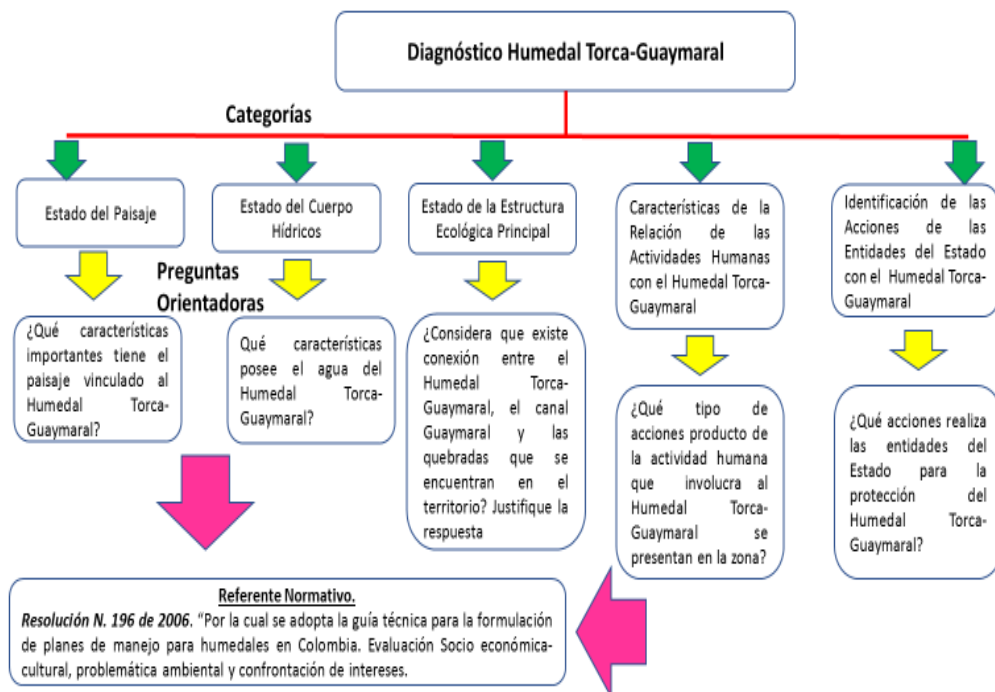 Diagnóstico Humedal Torca-Guaymaral
Categorías
Estado del Paisaje
Estado del Cuerpo
Hídricos
Estado de la Estructura
Ecológica Principal
Características de la
Relación de las
Actividades Humanas
con el Humedal Torca-
Guaymaral
Identificación de las
Acciones de las
Entidades del Estado
con el Humedal Torca-
Guaymaral
Preguntas
Orientadoras
¿Qué características
importantes tiene el
paisaje vinculado al
Humedal Torca-
Guaymaral?
Qué características
posee el agua del
Humedal Torca-
Guaymaral?
¿Considera que existe
conexión entre el
Humedal Torca-
Guaymaral, el canal
Guaymaral y las
quebradas que se
encuentran en el
territorio? Justifique la
respuesta
¿Qué tipo de
acciones producto de
la actividad humana
que involucra al
Humedal Torca-
Guaymaral se
presentan en la zona?
¿Qué acciones realiza
las entidades del
Estado para la
protección del
Humedal Torca-
Guaymaral?
Referente Normativo.
Resolución N. 196 de 2006. “Por la cual se adopta la guía técnica para la formulación
de planes de manejo para humedales en Colombia. Evaluación Socio económica-
cultural, problemática ambiental y confrontación de intereses.